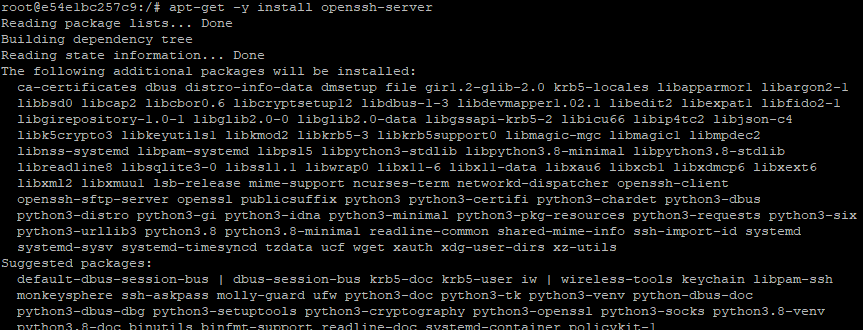 root@e54e1bc257c9:/# apt-get -y install openssh-server
Reading package lists... Done
Building dependency tree
Reading state information... Done
The following additional packages will be installed:
ca-certificates dbus distro-info-data dmsetup file gir1.2-glib-2.0 krb5-locales libapparmor1 libargon2-1
libbsd0 libcap2 libcbor0.6 libcryptsetup12 libdbus-1-3 libdevmapper1.02.1 libedit2 libexpat1 libfido2-1
libgirepository-1.0-1 libglib2.0-0 libglib2.0-data libgssapi-krb5-2 libicu66 libip4tc2 libjson-c4
libk5crypto3 libkeyutils1 libkmod2 libkrb5-3 libkrb5support0 libmagic-mgc libmagic1 libmpdec2
libnss-systemd libpam-systemd libpsl5 libpython3-stdlib libpython3.8-minimal libpython3.8-stdlib
libreadline8 libsqlite3-0 libssl1.1 libwrap0 libx11-6 libx11-data libxau6 libxcb1 libxdmcp6 libxext6
libxml2 libxmuu1 lsb-release mime-support ncurses-term networkd-dispatcher openssh-client
openssh-sftp-server openssl publicsuffix python3 python3-certifi python3-chardet python3-dbus
python3-distro python3-gi python3-idna python3-minimal python3-pkg-resources python3-requests python3-six
python3-urllib3 python3.8 python3.8-minimal readline-common shared-mime-info ssh-import-id systemd
systemd-sysv systemd-timesyncd tzdata ucf wget xauth xdg-user-dirs xz-utils
Suggested packages:
default-dbus-session-bus | dbus-session-bus krb5-doc krb5-user iw | wireless-tools keychain libpam-ssh
monkeysphere ssh-askpass molly-guard ufw python3-doc python3-tk python3-venv python-dbus-doc
python3-dbus-dbg python3-setuptools python3-cryptography python3-openssl python3-socks python3.8-venv
python3.8-doc binutils binfmt-support readline-doc systemd-container policykit-1